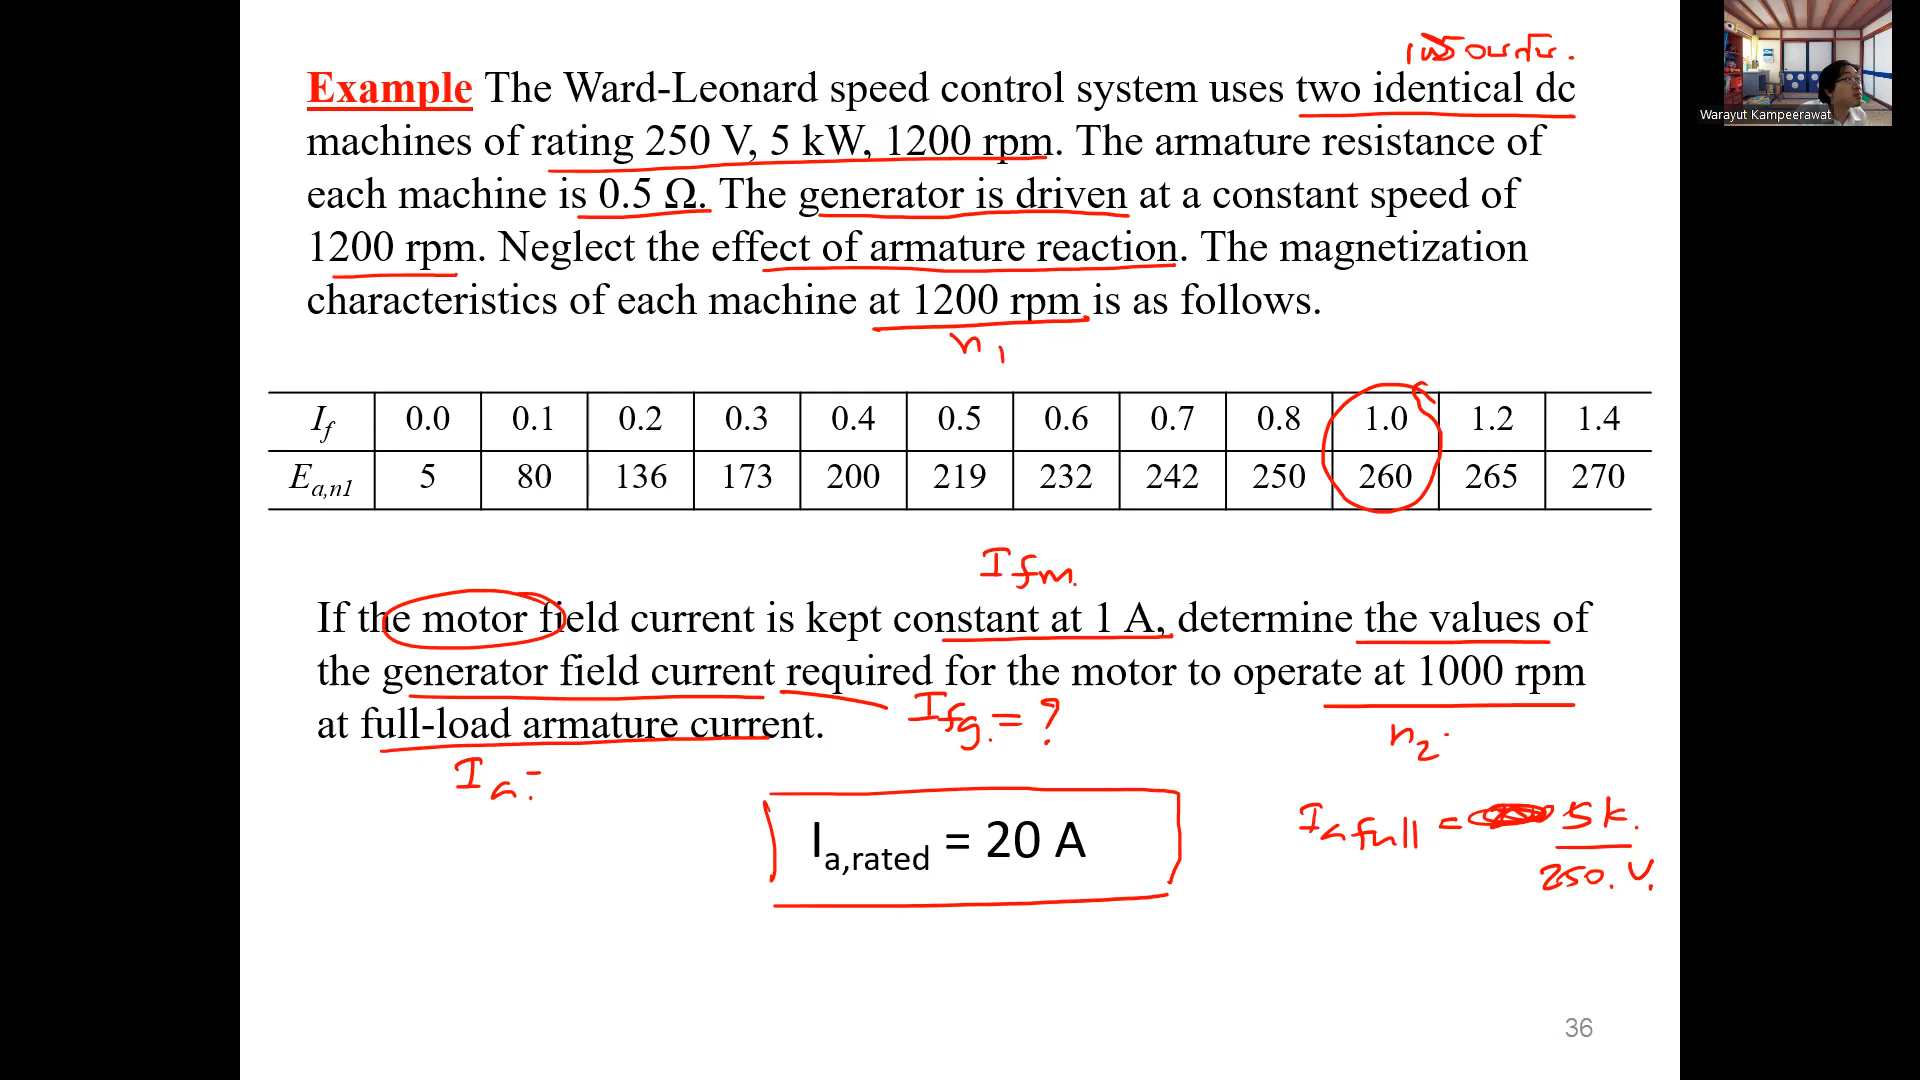 เหมือนกัน.
Example The Ward-Leonard speed control system uses two identical dc
machines of rating 250 V, 5 kW, 1200 rpm. The armature resistance of
each machine is 0.5 Ω. The generator is driven at a constant speed of
1200 rpm. Neglect the effect of armature reaction. The magnetization
characteristics of each machine at 1200 rpm is as follows.
n1
If 0.0 0.1 0.2 0.3 0.4 0.5 0.6 0.7 0.8 1.0 1.2 1.4
Ea,n1 5 80 136 173 200 219 232 242 250 260 265 270
Ifm.
If the motor field current is kept constant at 1 A, determine the values of
the generator field current required for the motor to operate at 1000 rpm
at full-load armature current.
Ifg. = ?
n2.
Ia =
Ia,rated = 20 A
Ia full = 5k.
250. V.
36
Warayut Kampeerawat